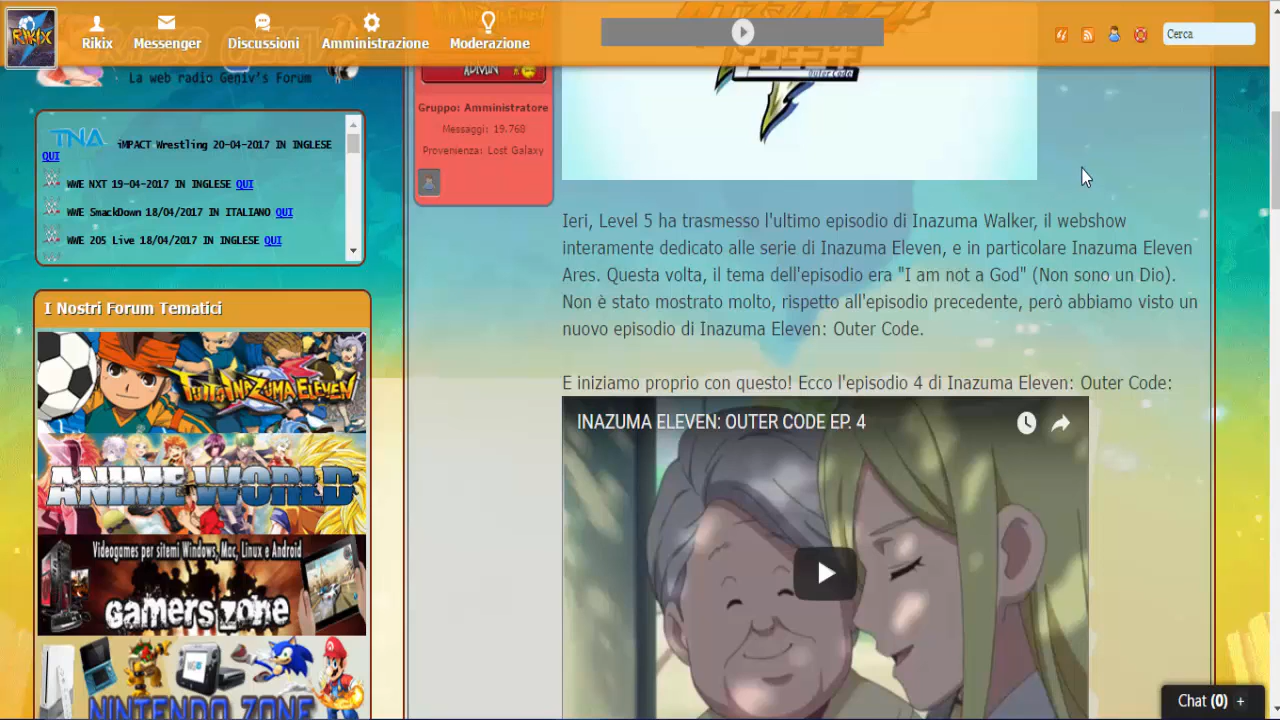 RIKIX
Rikix
Messenger
Discussioni
Amministrazione
Moderazione
Cerca
La web radio Geniv's Forum
TNA iMPACT Wrestling 20-04-2017 IN INGLESE
QUI
WWE NXT 19-04-2017 IN INGLESE QUI
WWE SmackDown 18/04/2017 IN ITALIANO QUI
WWE 205 Live 18/04/2017 IN INGLESE QUI
I Nostri Forum Tematici
TUTTO INAZUMA ELEVEN
ANIME WORLD
Videogames per sitemi Windows, Mac, Linux e Android
GAMERS ZONE
NINTENDO ZONE
ADMIN
Gruppo: Amministratore
Messaggi: 19.768
Provenienza: Lost Galaxy
Outer Code
Ieri, Level 5 ha trasmesso l'ultimo episodio di Inazuma Walker, il webshow
interamente dedicato alle serie di Inazuma Eleven, e in particolare Inazuma Eleven
Ares. Questa volta, il tema dell'episodio era "I am not a God" (Non sono un Dio).
Non è stato mostrato molto, rispetto all'episodio precedente, però abbiamo visto un
nuovo episodio di Inazuma Eleven: Outer Code.
E iniziamo proprio con questo! Ecco l'episodio 4 di Inazuma Eleven: Outer Code:
INAZUMA ELEVEN: OUTER CODE EP. 4
Chat (0) +